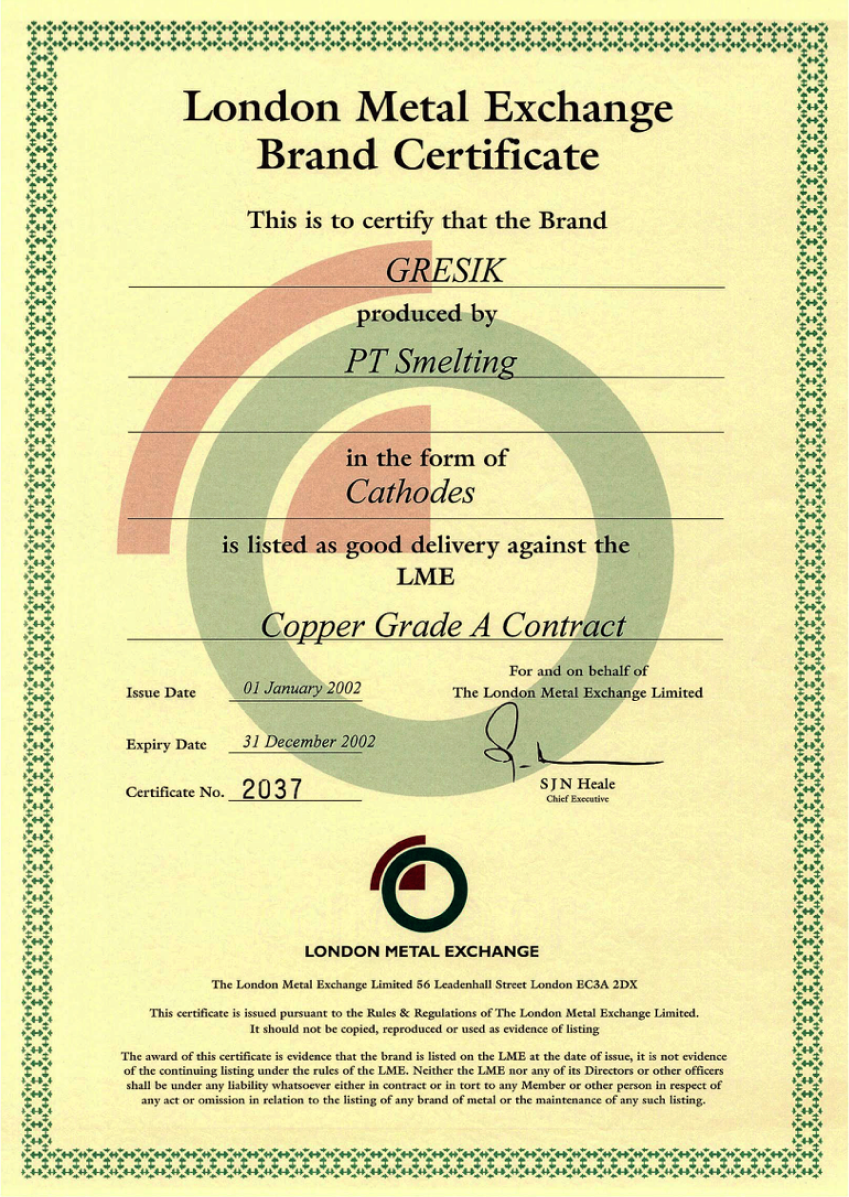 London Metal Exchange
Brand Certificate
This is to certify that the Brand
GRESIK
produced by
PT Smelting
in the form of
Cathodes
is listed as good delivery against the
LME
Copper Grade A Contract
For and on behalf of
The London Metal Exchange Limited
Issue Date 01 January 2002
Expiry Date 31 December 2002
Certificate No. 2037
SJN Heale
Chief Executive
LONDON METAL EXCHANGE
The London Metal Exchange Limited 56 Leadenhall Street London EC3A 2DX
This certificate is issued pursuant to the Rules & Regulations of The London Metal Exchange Limited.
It should not be copied, reproduced or used as evidence of listing
The award of this certificate is evidence that the brand is listed on the LME at the date of issue, it is not evidence
of the continuing listing under the rules of the LME. Neither the LME nor any of its Directors or other officers
shall be under any liability whatsoever either in contract or in tort to any Member or other person in respect of
any act or omission in relation to the listing of any brand of metal or the maintenance of any such listing.